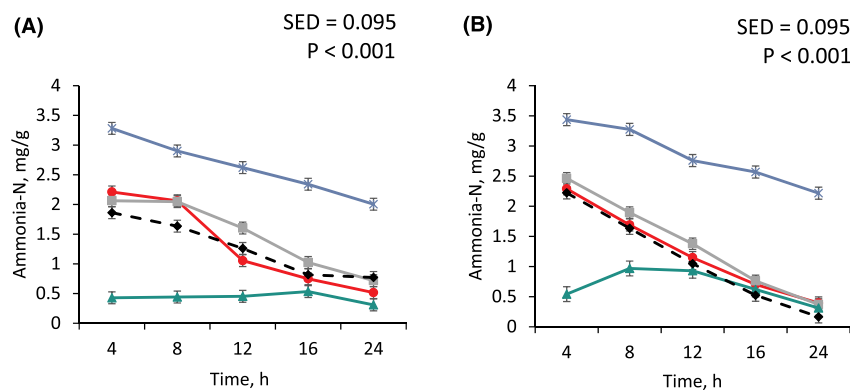 (A)
SED = 0.095
P < 0.001
Ammonia-N, mg/g
4
3.5
3
2.5
2
1.5
1
0.5
0
4 8 12 16 24
Time, h
(B)
SED = 0.095
P < 0.001
Ammonia-N, mg/g
4
3.5
3
2.5
2
1.5
1
0.5
0
4 8 12 16 24
Time, h